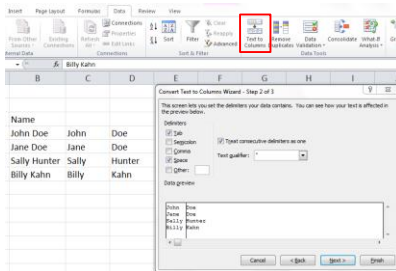 Insert Page Layout Formulas Data Review View
From Other Sources Existing Connections Refresh All Connections Properties Edit Links Sort Filter Clear Reapply Advanced Text to Columns Remove Duplicates Data Validation Consolidate What-If Analysis
Connections Sort & Filter Data Tools
fx Billy Kahn
B C D E F G H I
Name
John Doe John Doe
Jane Doe Jane Doe
Sally Hunter Sally Hunter
Billy Kahn Billy Kahn
Convert Text to Columns Wizard - Step 2 of 3
This screen lets you set the delimiters your data contains. You can see how your text is affected in
the preview below.
Delimiters
Tab
Semicolon
Comma
Space
Other:
Treat consecutive delimiters as one
Text qualifier: "
Data preview
John Doe
Jane Doe
Sally Hunter
Billy Kahn
Cancel < Back Next > Finish